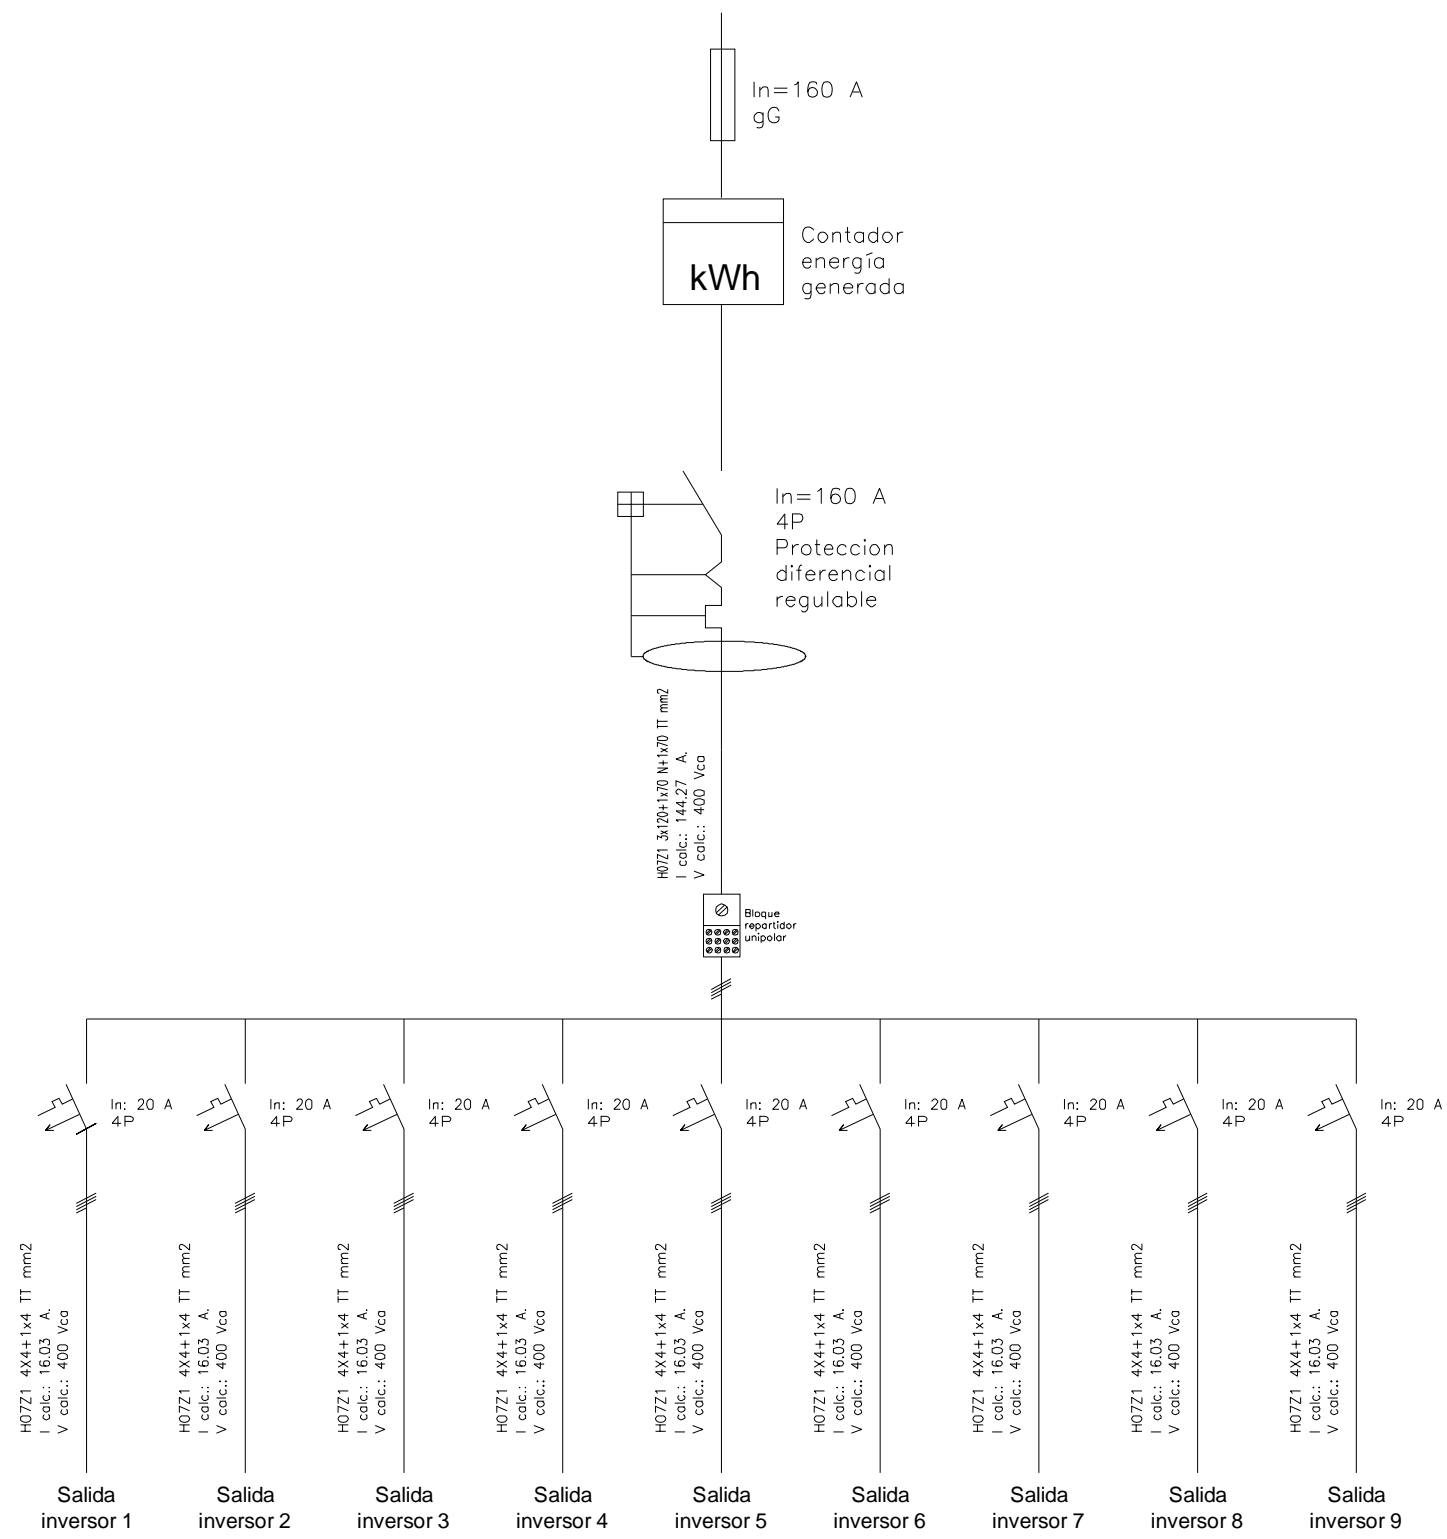 In=160 A
gG
kWh
Contador
energía
generada
In=160 A
4P
Proteccion
diferencial
regulable
H07Z1 3x120+1x70 N+1x70 TT mm2
I calc.: 144.27 A.
V calc.: 400 Vca
Bloque
repartidor
unipolar
In: 20 A
4P
In: 20 A
4P
In: 20 A
4P
In: 20 A
4P
In: 20 A
4P
In: 20 A
4P
In: 20 A
4P
In: 20 A
4P
In: 20 A
4P
H07Z1 4X4+1x4 TT mm2
I calc.: 16.03 A.
V calc.: 400 Vca
H07Z1 4X4+1x4 TT mm2
I calc.: 16.03 A.
V calc.: 400 Vca
H07Z1 4X4+1x4 TT mm2
I calc.: 16.03 A.
V calc.: 400 Vca
H07Z1 4X4+1x4 TT mm2
I calc.: 16.03 A.
V calc.: 400 Vca
H07Z1 4X4+1x4 TT mm2
I calc.: 16.03 A.
V calc.: 400 Vca
H07Z1 4X4+1x4 TT mm2
I calc.: 16.03 A.
V calc.: 400 Vca
H07Z1 4X4+1x4 TT mm2
I calc.: 16.03 A.
V calc.: 400 Vca
H07Z1 4X4+1x4 TT mm2
I calc.: 16.03 A.
V calc.: 400 Vca
H07Z1 4X4+1x4 TT mm2
I calc.: 16.03 A.
V calc.: 400 Vca
Salida
inversor 1
Salida
inversor 2
Salida
inversor 3
Salida
inversor 4
Salida
inversor 5
Salida
inversor 6
Salida
inversor 7
Salida
inversor 8
Salida
inversor 9